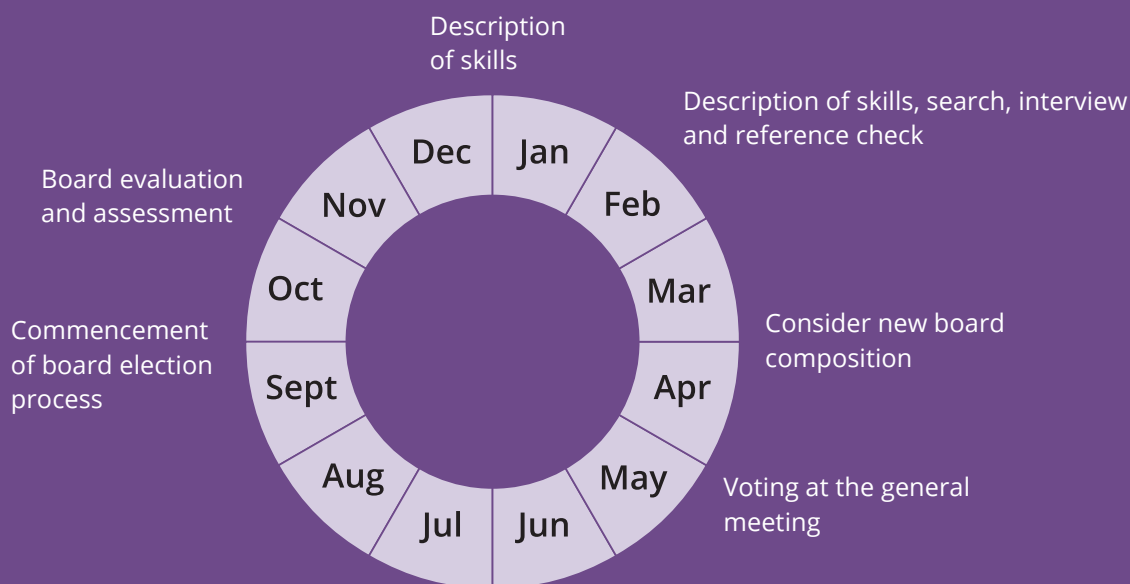 Description
of skills
Description of skills, search, interview
and reference check
Board evaluation
and assessment
Commencement
of board election
process
Consider new board
composition
Voting at the general
meeting
Jan
Feb
Mar
Apr
May
Jun
Jul
Aug
Sept
Oct
Nov
Dec